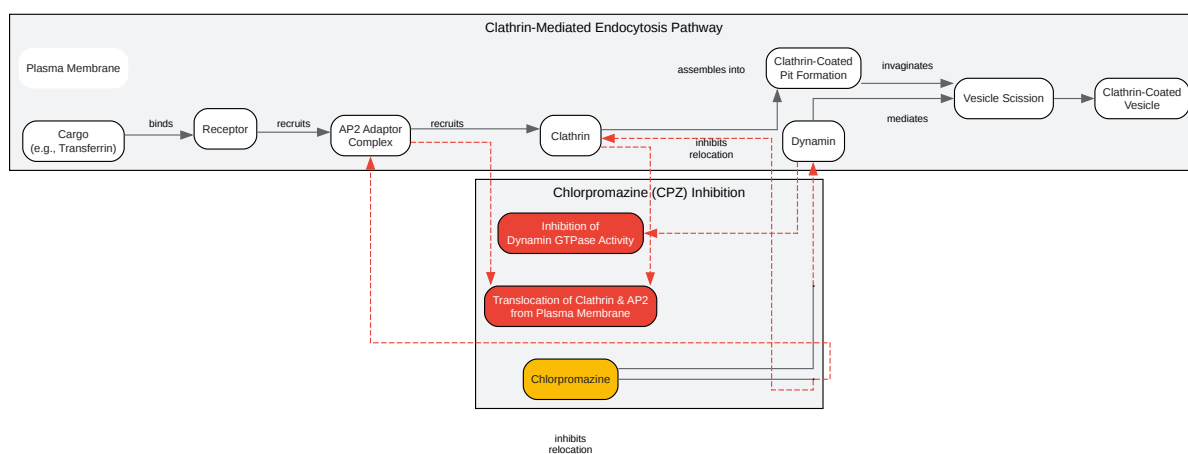 Clathrin-Mediated Endocytosis Pathway
Plasma Membrane
Cargo
(e.g., Transferrin)
binds
Receptor
recruits
AP2 Adaptor
Complex
recruits
Clathrin
assembles into
Clathrin-Coated
Pit Formation
invaginates
inhibits
relocation
Dynamin
mediates
Vesicle Scission
Clathrin-Coated
Vesicle
Chlorpromazine (CPZ) Inhibition
Inhibition of
Dynamin GTPase Activity
Translocation of Clathrin & AP2
from Plasma Membrane
Chlorpromazine
inhibits
relocation